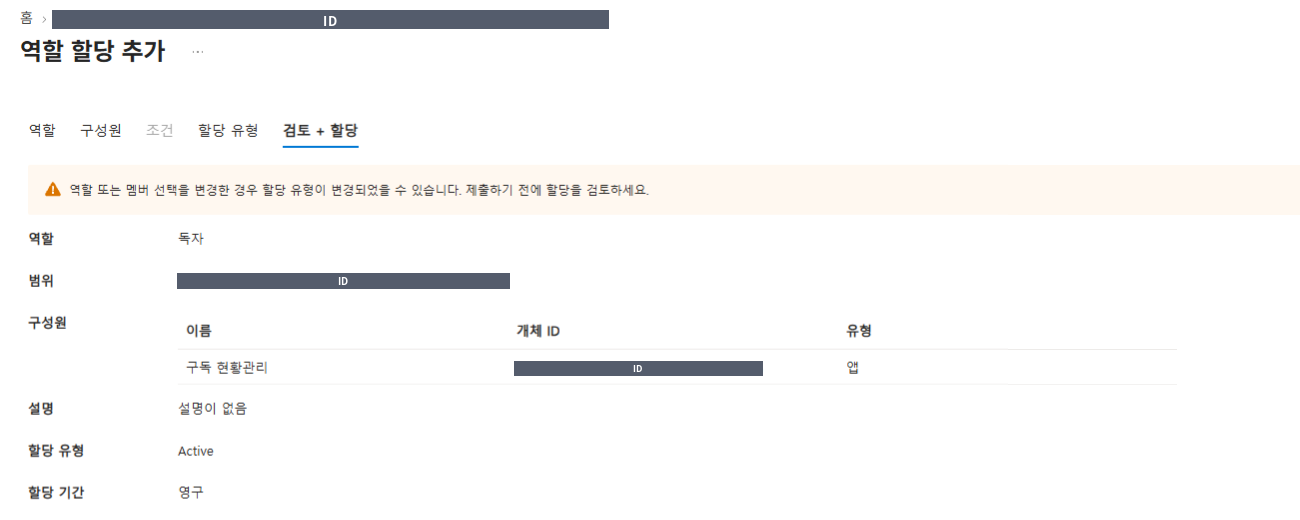 홈 > ID
역할 할당 추가 ...
역할 구성원 조건 할당 유형 검토 + 할당
역할 또는 멤버 선택을 변경한 경우 할당 유형이 변경되었을 수 있습니다. 제출하기 전에 할당을 검토하세요.
역할 독자
범위 ID
구성원
이름 개체 ID 유형
구독 현황관리 ID 앱
설명 설명이 없음
할당 유형 Active
할당 기간 영구